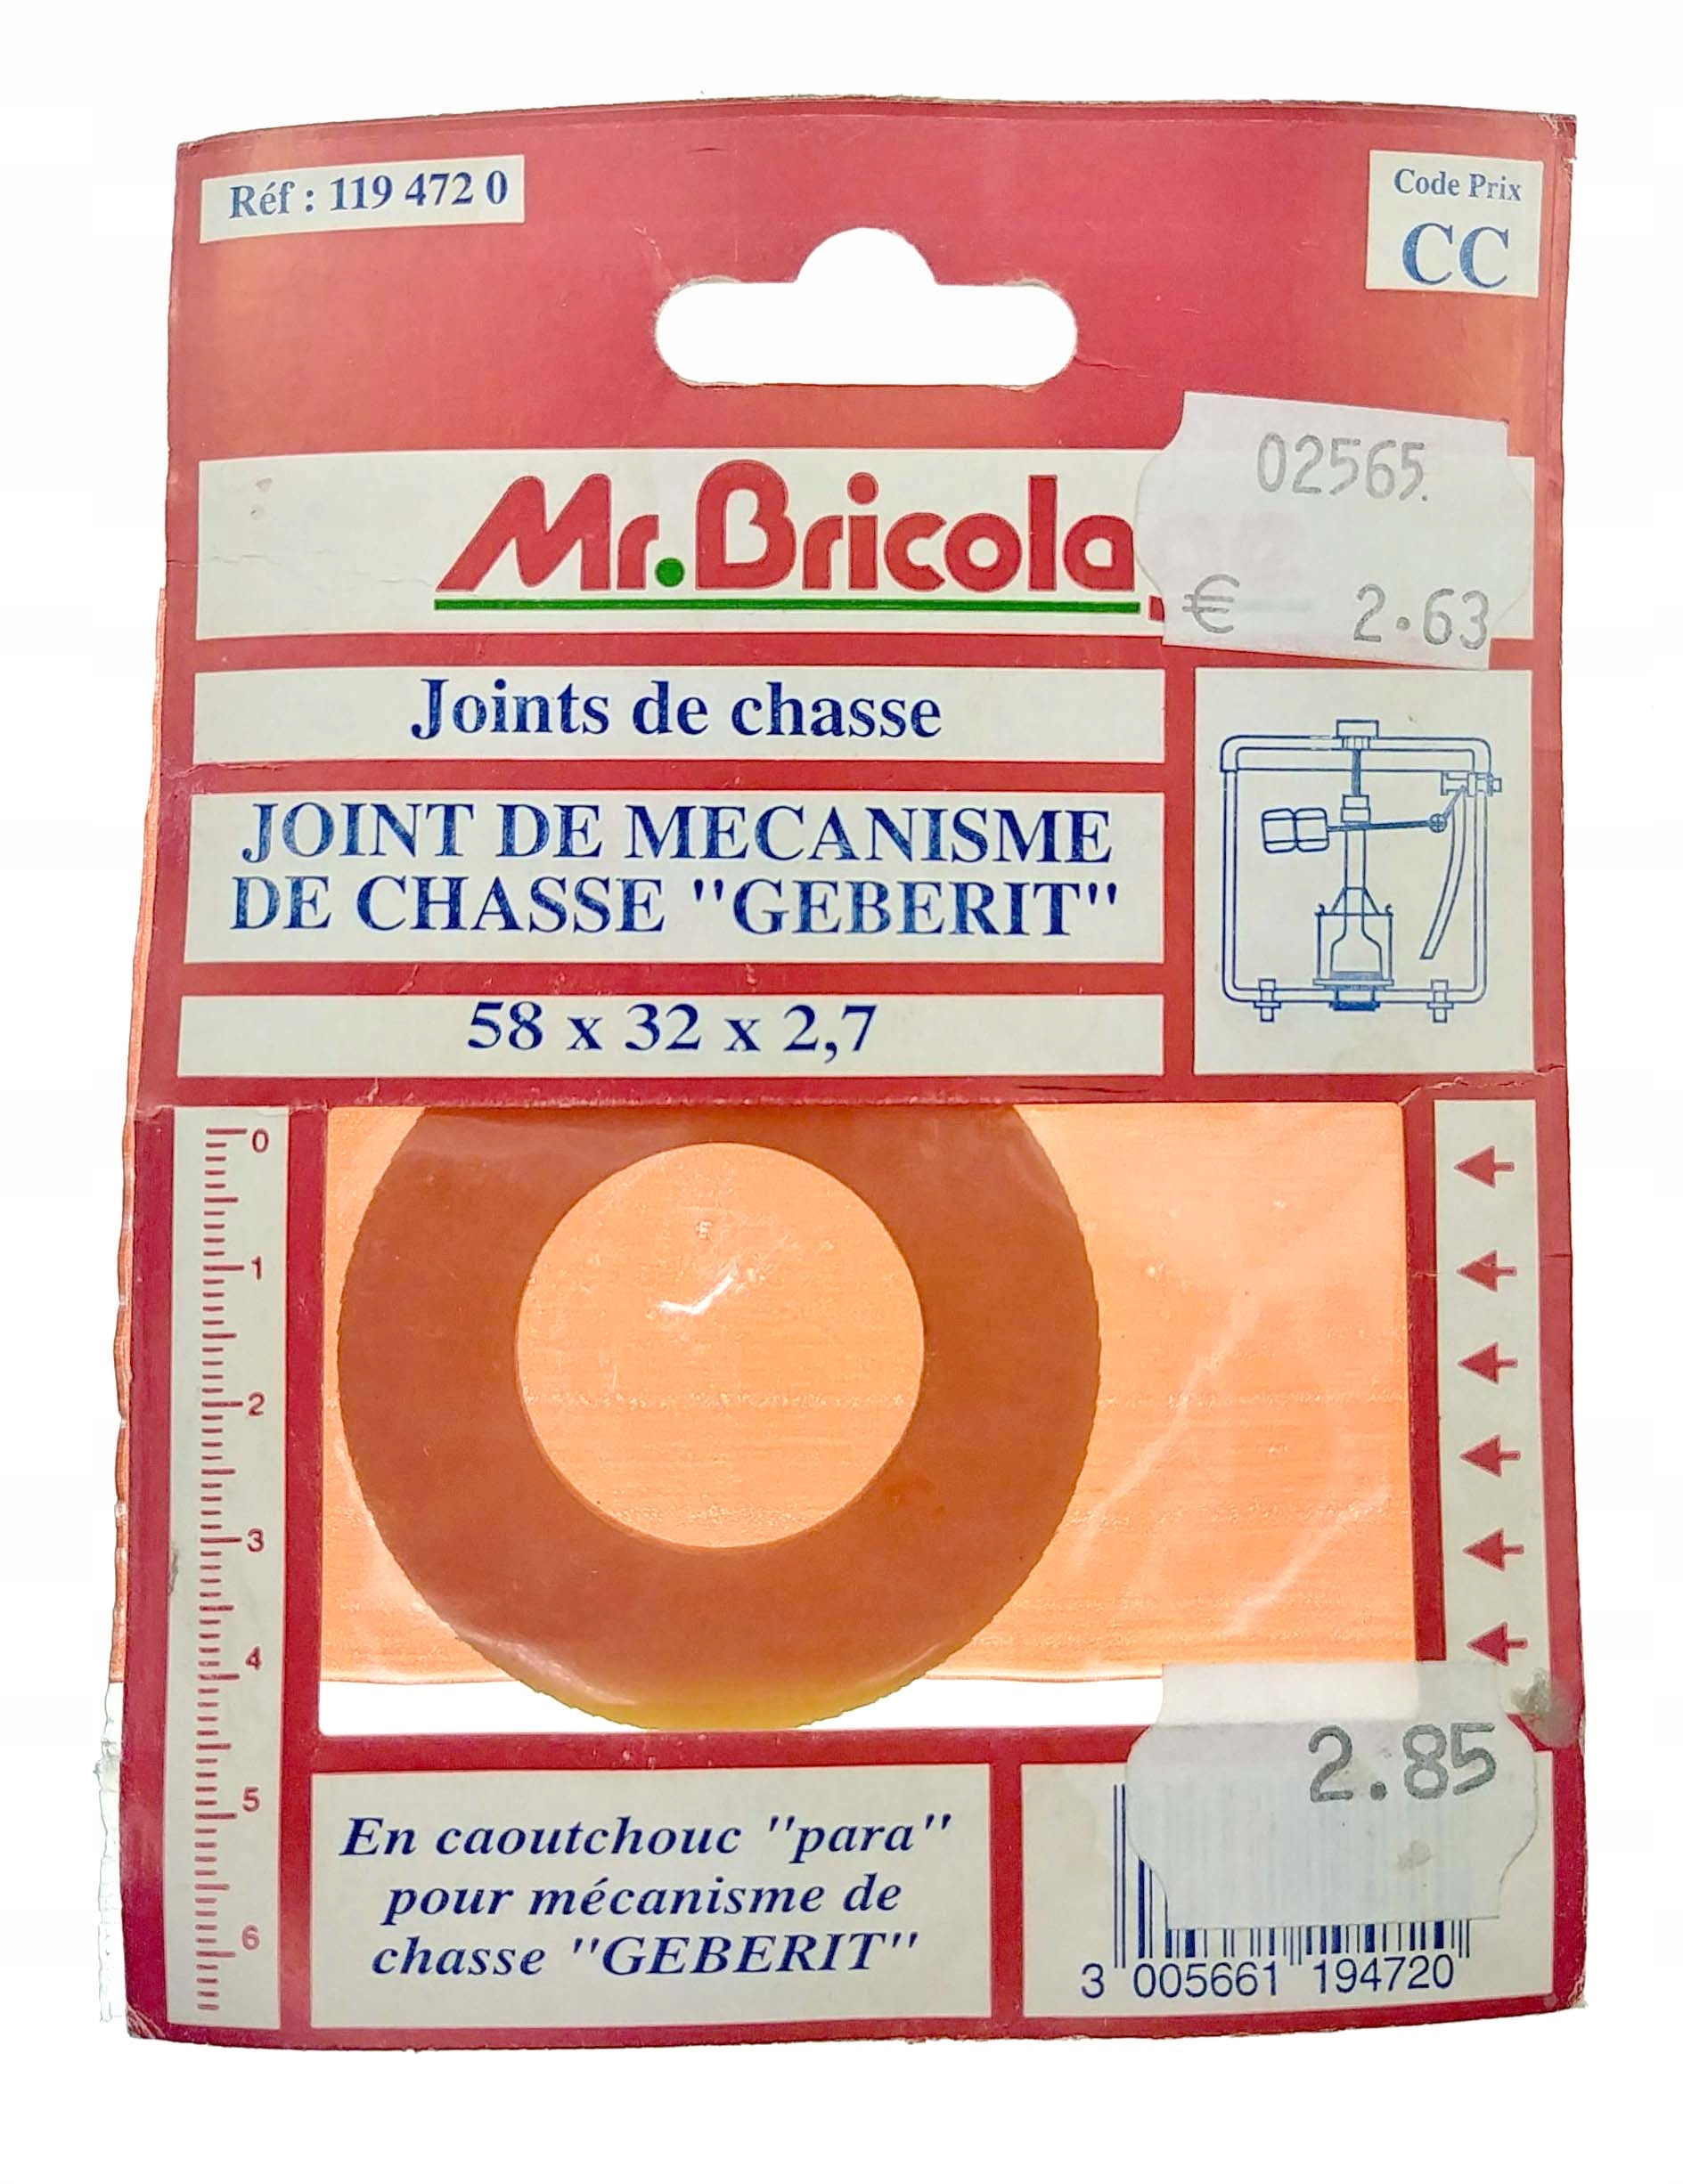 Réf : 119 472 0
Code Prix
CC
02565.
Mr.Bricola
€ 2.63
Joints de chasse
JOINT DE MECANISME
DE CHASSE "GEBERIT"
58 x 32 x 2,7
0
1
2
3
4
5
6
2.85
En caoutchouc "para"
pour mécanisme de
chasse "GEBERIT"
3 005661 194720